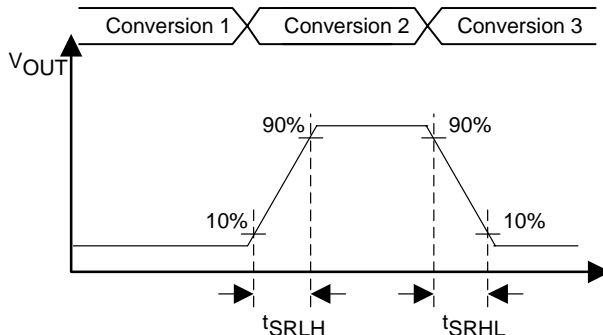 Conversion 1 Conversion 2 Conversion 3
VOUT
90% 90%
10% 10%
tSRLH tSRHL